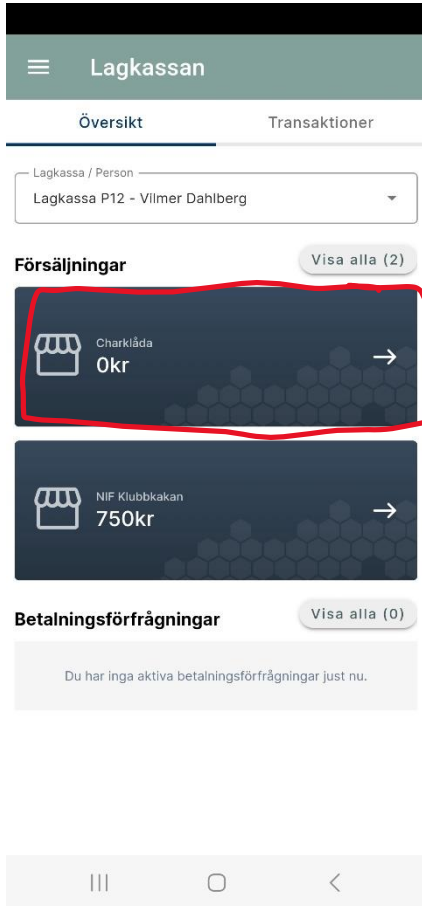 Lagkassan
Översikt
Transaktioner
Lagkassa / Person
Lagkassa P12 - Vilmer Dahlberg
Försäljningar
Visa alla (2)
Charklåda
0kr
NIF Klubbkakan
750kr
Betalningsförfrågningar
Visa alla (0)
Du har inga aktiva betalningsförfrågningar just nu.